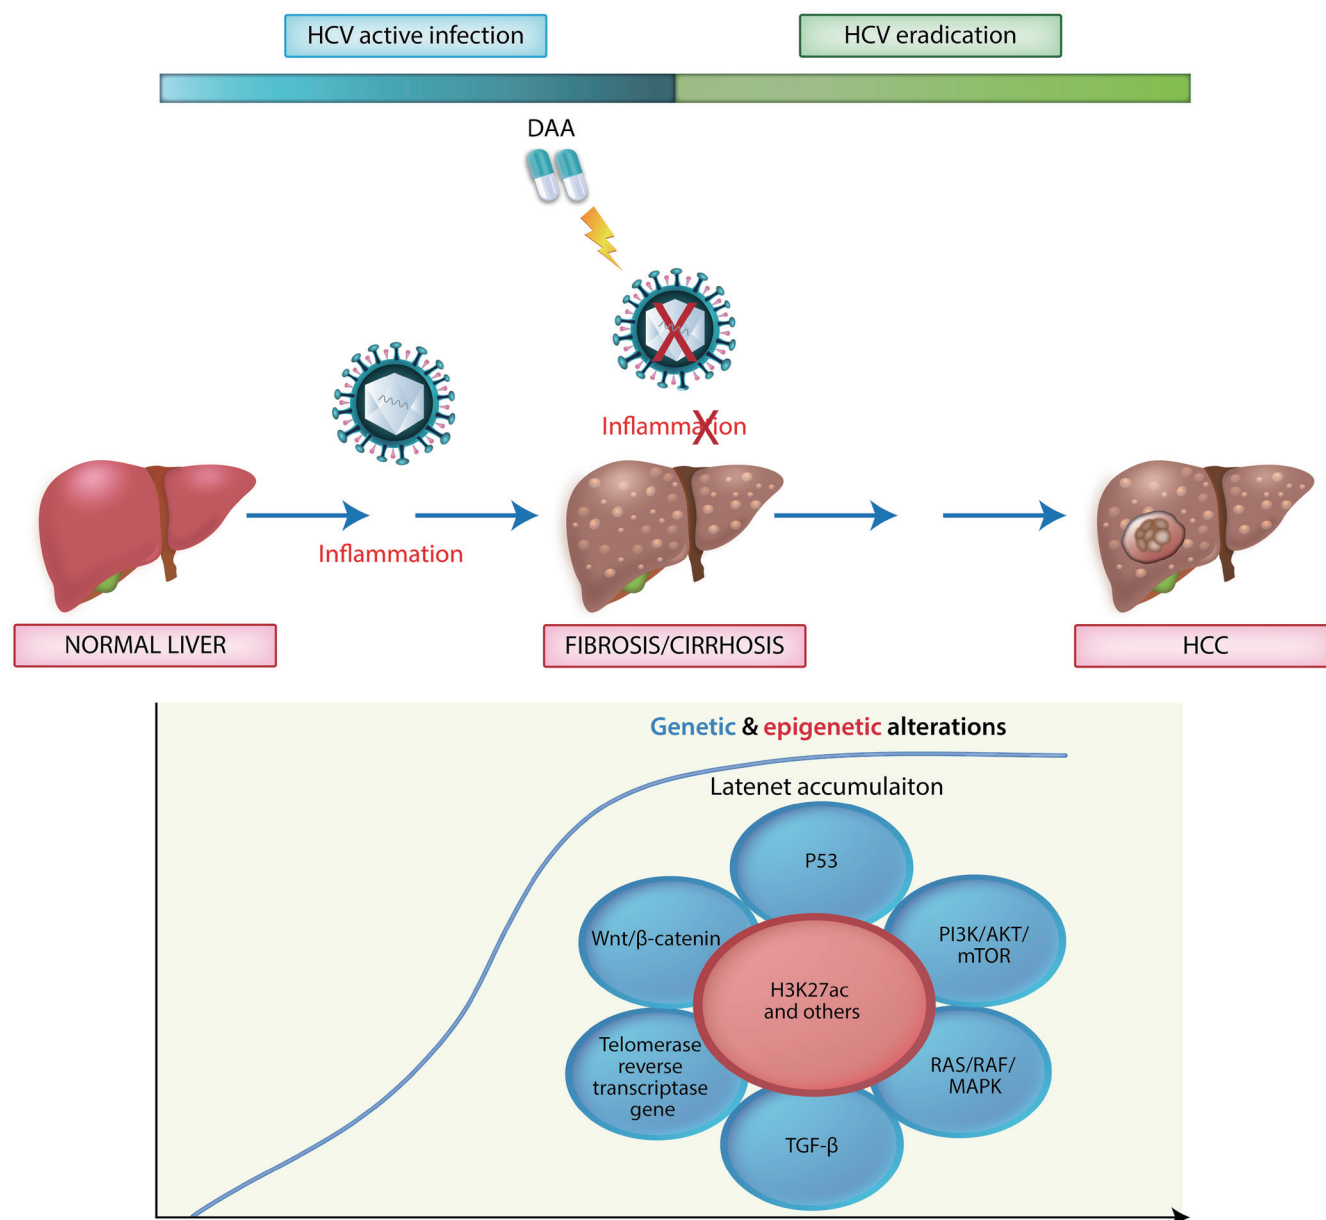 HCV active infection
HCV eradication
DAA
Inflammation
Inflammation
NORMAL LIVER
FIBROSIS/CIRRHOSIS
HCC
Genetic & epigenetic alterations
Latenet accumulaiton
P53
Wnt/β-catenin
PI3K/AKT/
mTOR
H3K27ac
and others
Telomerase
reverse
transcriptase
gene
RAS/RAF/
MAPK
TGF-β